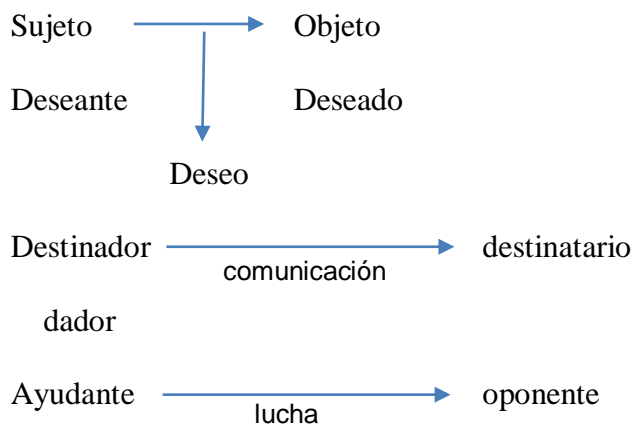 Sujeto Objeto
Deseante Deseado
Deseo
Destinador destinatario
comunicación
dador
Ayudante oponente
lucha